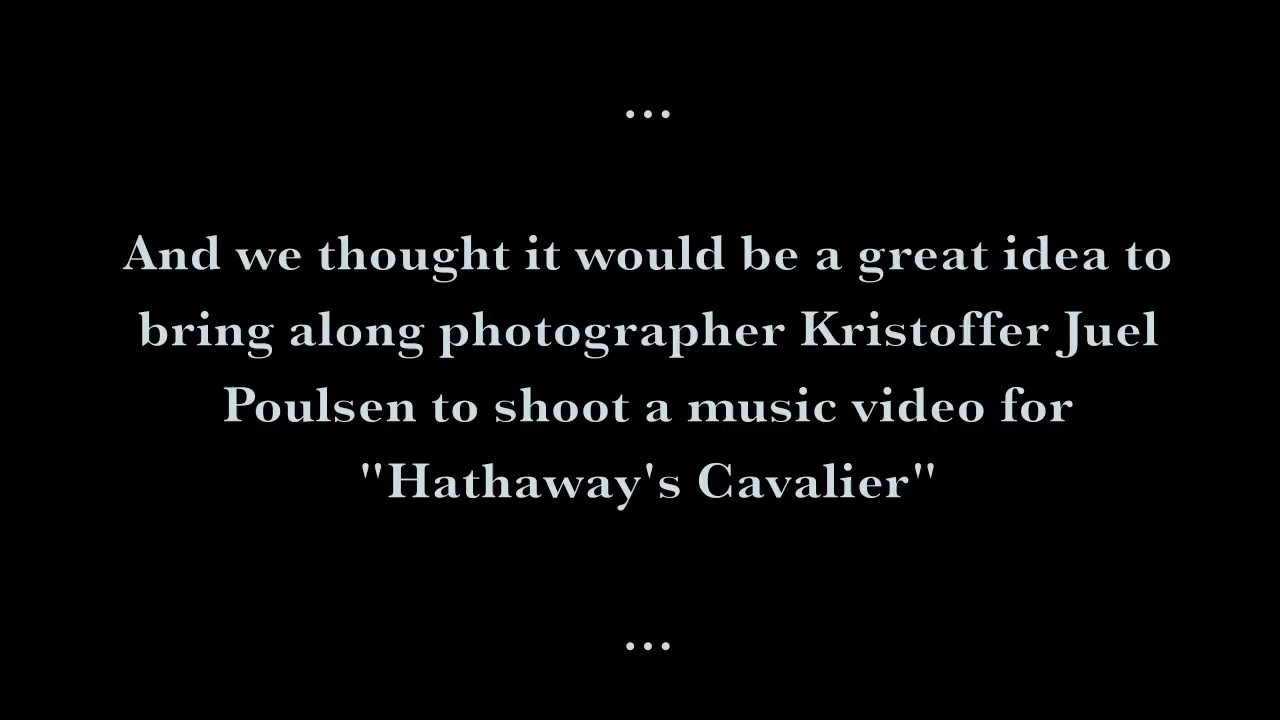 ...
And we thought it would be a great idea to
bring along photographer Kristoffer Juel
Poulsen to shoot a music video for
"Hathaway's Cavalier"
...